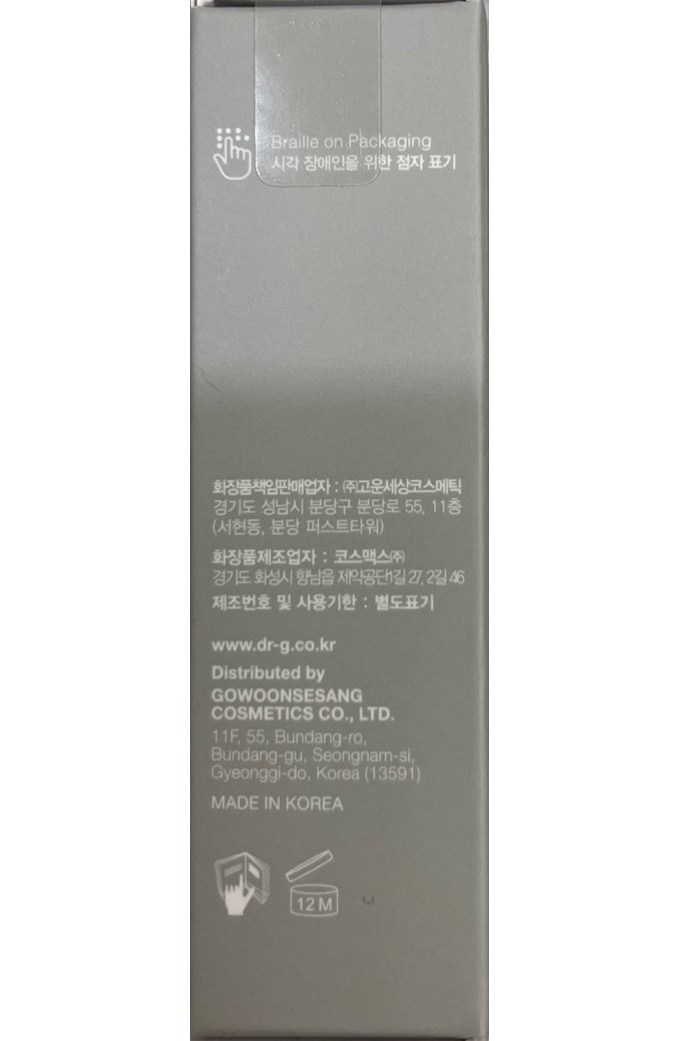 Braille on Packaging
시각 장애인을 위한 점자 표기
화장품책임판매업자 : ㈜고운세상코스메틱
경기도 성남시 분당구 분당로 55, 11층
(서현동, 분당 퍼스트타워)
화장품제조업자 : 코스맥스㈜
경기도 화성시 향남읍 제약공단1길 27, 2길 46
제조번호 및 사용기한 : 별도표기
www.dr-g.co.kr
Distributed by
GOWOONSESANG
COSMETICS CO., LTD.
11F, 55, Bundang-ro,
Bundang-gu, Seongnam-si,
Gyeonggi-do, Korea (13591)
MADE IN KOREA
12 M